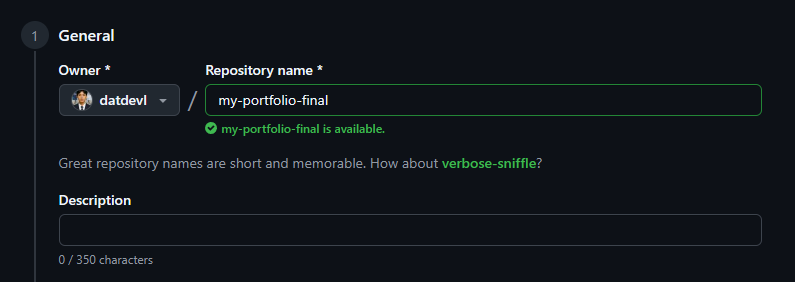 1 General
Owner * Repository name *
datdevl / my-portfolio-final
my-portfolio-final is available.
Great repository names are short and memorable. How about verbose-sniffle?
Description
0 / 350 characters